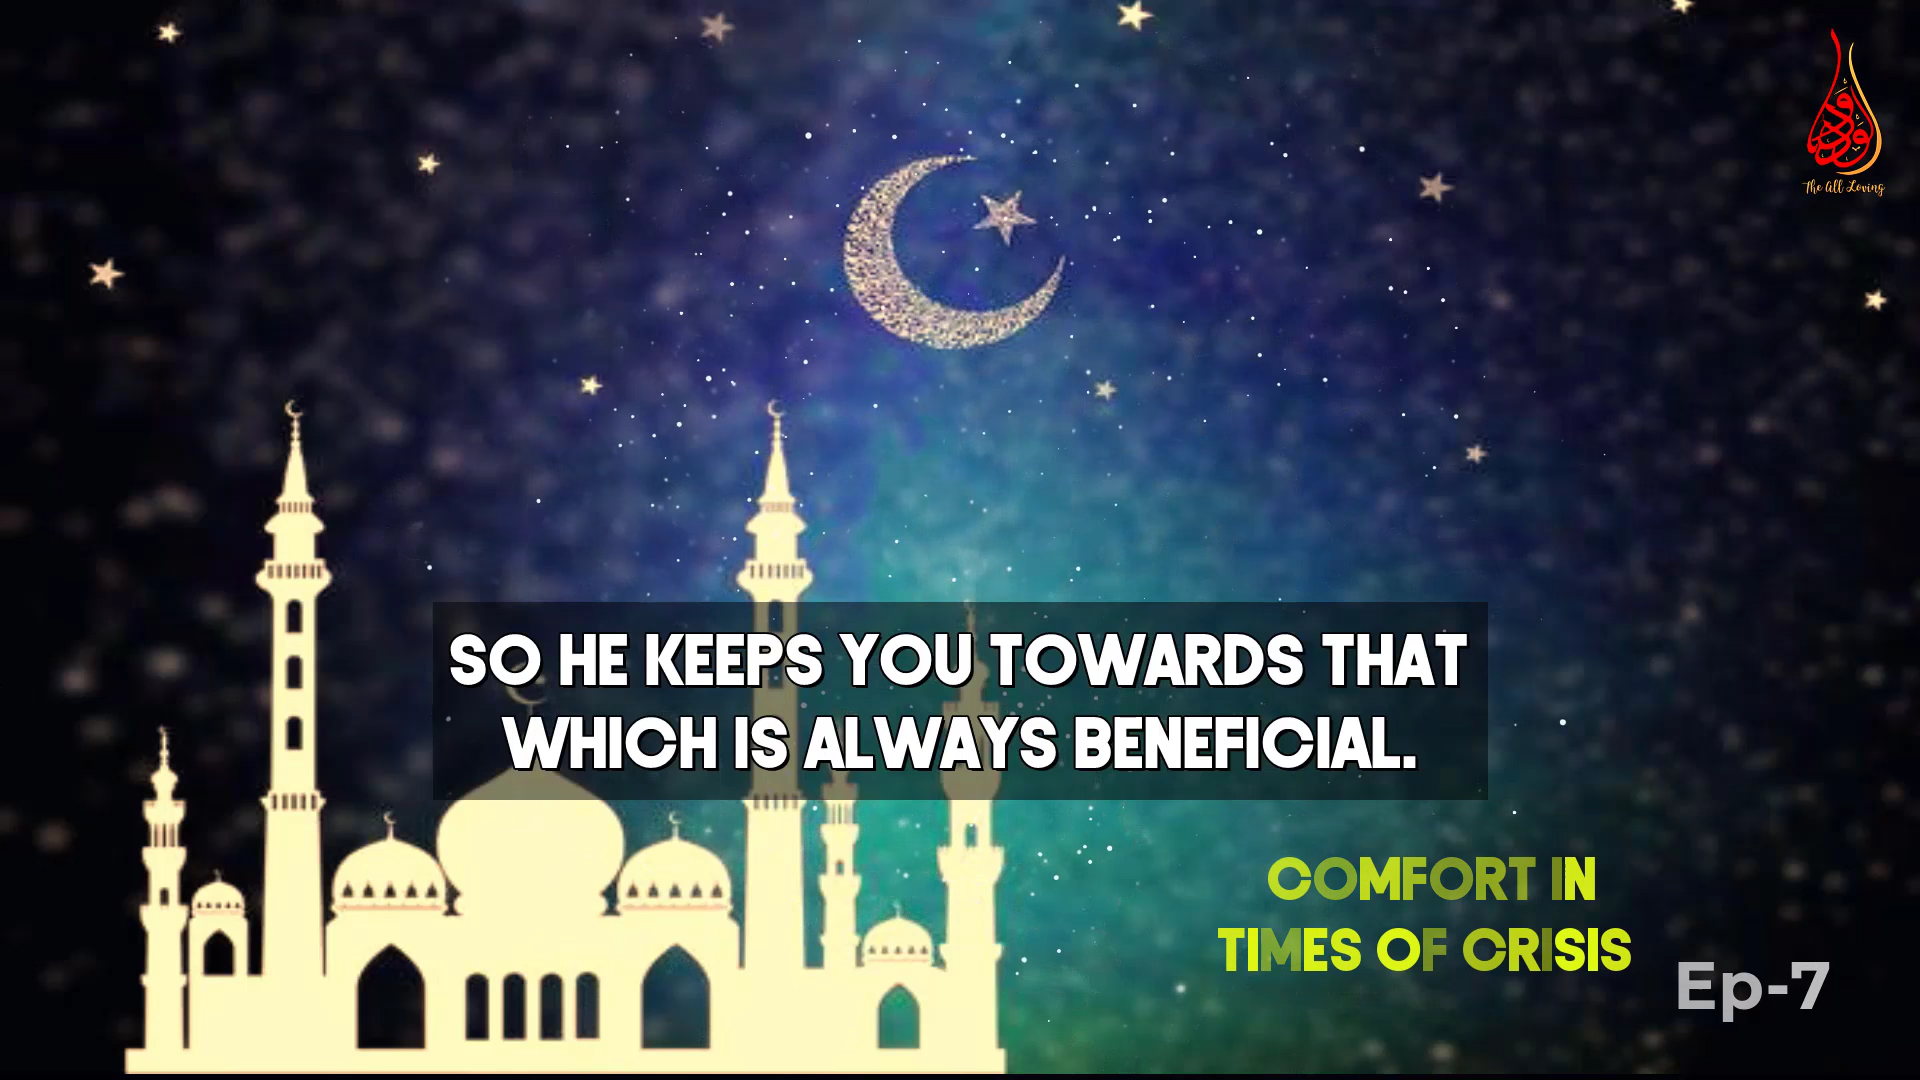 الودود
The All Loving
SO HE KEEPS YOU TOWARDS THAT
WHICH IS ALWAYS BENEFICIAL.
COMFORT IN
TIMES OF CRISIS
Ep-7